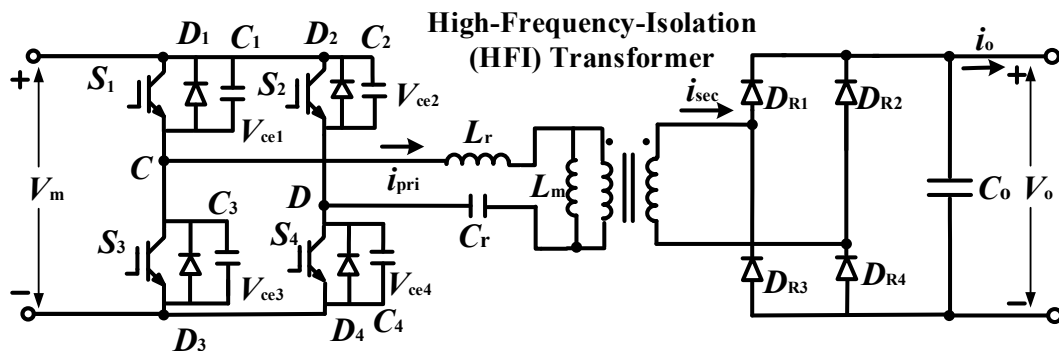 High-Frequency-Isolation
(HFI) Transformer
D1 C1 D2 C2
S1 S2
Vce1 Vce2
+
Vm
−
C
D
ipri
Lr
Lm
Cr
isec
C3
S3 S4
Vce3 Vce4
D3 D4 C4
DR1 DR2
DR3 DR4
io
+
Co
Vo
−